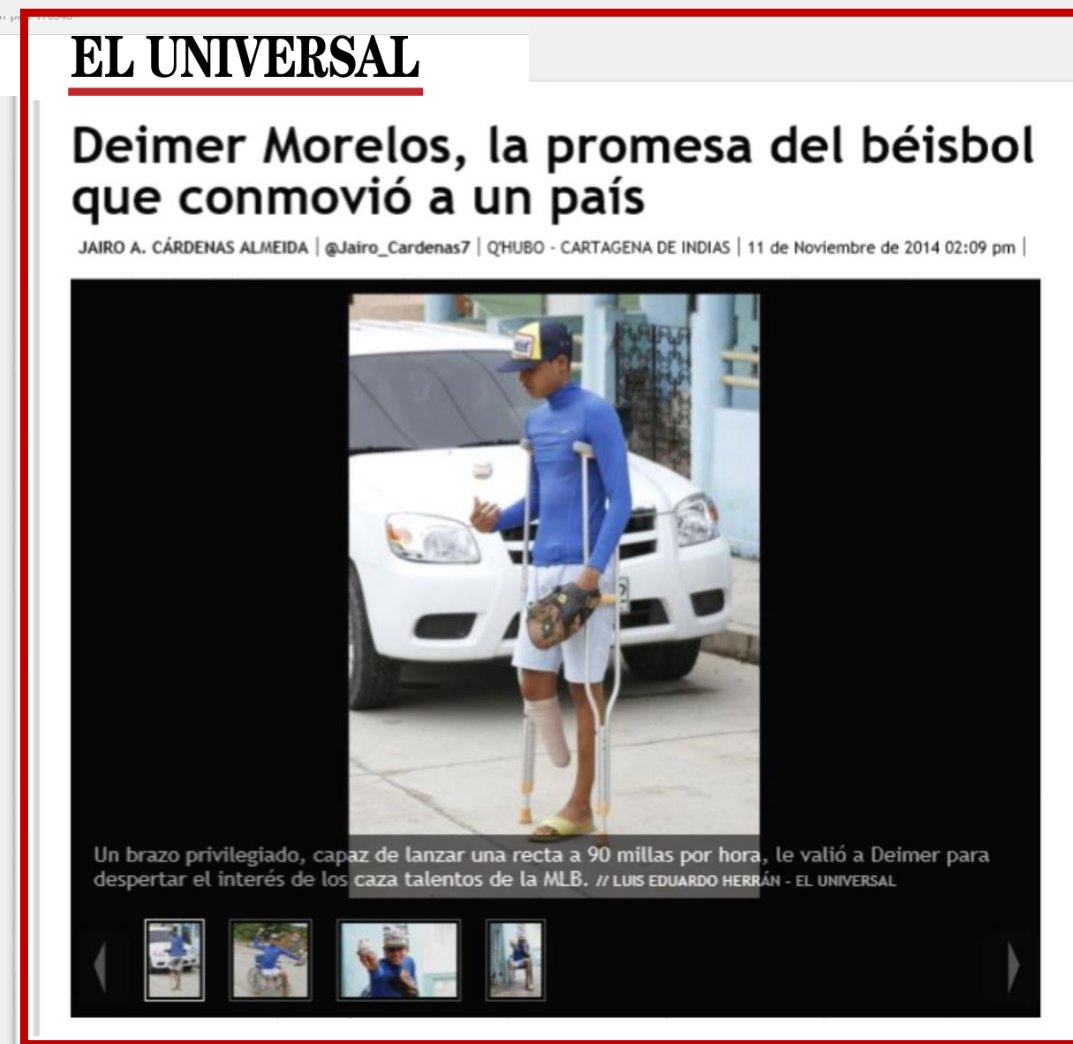 EL UNIVERSAL
Deimer Morelos, la promesa del béisbol
que conmovió a un país
JAIRO A. CÁRDENAS ALMEIDA | @Jairo_Cardenas7 | Q'HUBO - CARTAGENA DE INDIAS | 11 de Noviembre de 2014 02:09 pm |
Un brazo privilegiado, capaz de lanzar una recta a 90 millas por hora, le valió a Deimer para
despertar el interés de los caza talentos de la MLB. // LUIS EDUARDO HERRÁN - EL UNIVERSAL